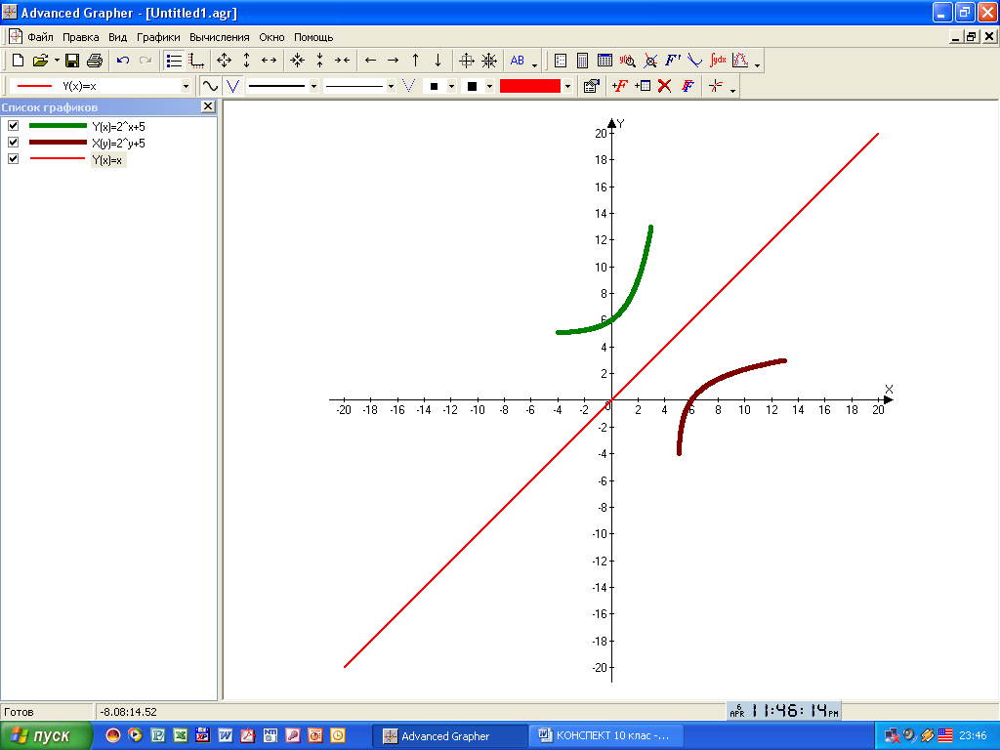 Advanced Grapher - [Untitled1.agr]
Файл Правка Вид Графики Вычисления Окно Помощь
AB F' ∫ydx
Y(x)=x +F F
Список графиков
Y(x)=2^x+5
X(y)=2^y+5
Y(x)=x
Y
20
18
16
14
12
10
8
6
4
2
X
-20 -18 -16 -14 -12 -10 -8 -6 -4 -2 0 2 4 6 8 10 12 14 16 18 20
-2
-4
-6
-8
-10
-12
-14
-16
-18
-20
Готов -8.08:14.52
6 APR 11:46:14 PM
пуск Advanced Grapher КОНСПЕКТ 10 клас -... 23:46